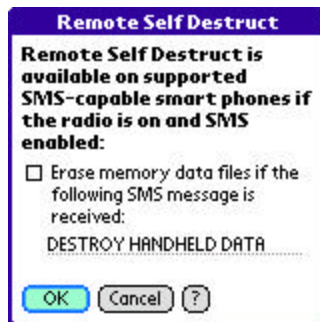 Remote Self Destruct
Remote Self Destruct is
available on supported
SMS-capable smart phones if
the radio is on and SMS
enabled:
Erase memory data files if the
following SMS message is
received:
DESTROY HANDHELD DATA
OK Cancel ?